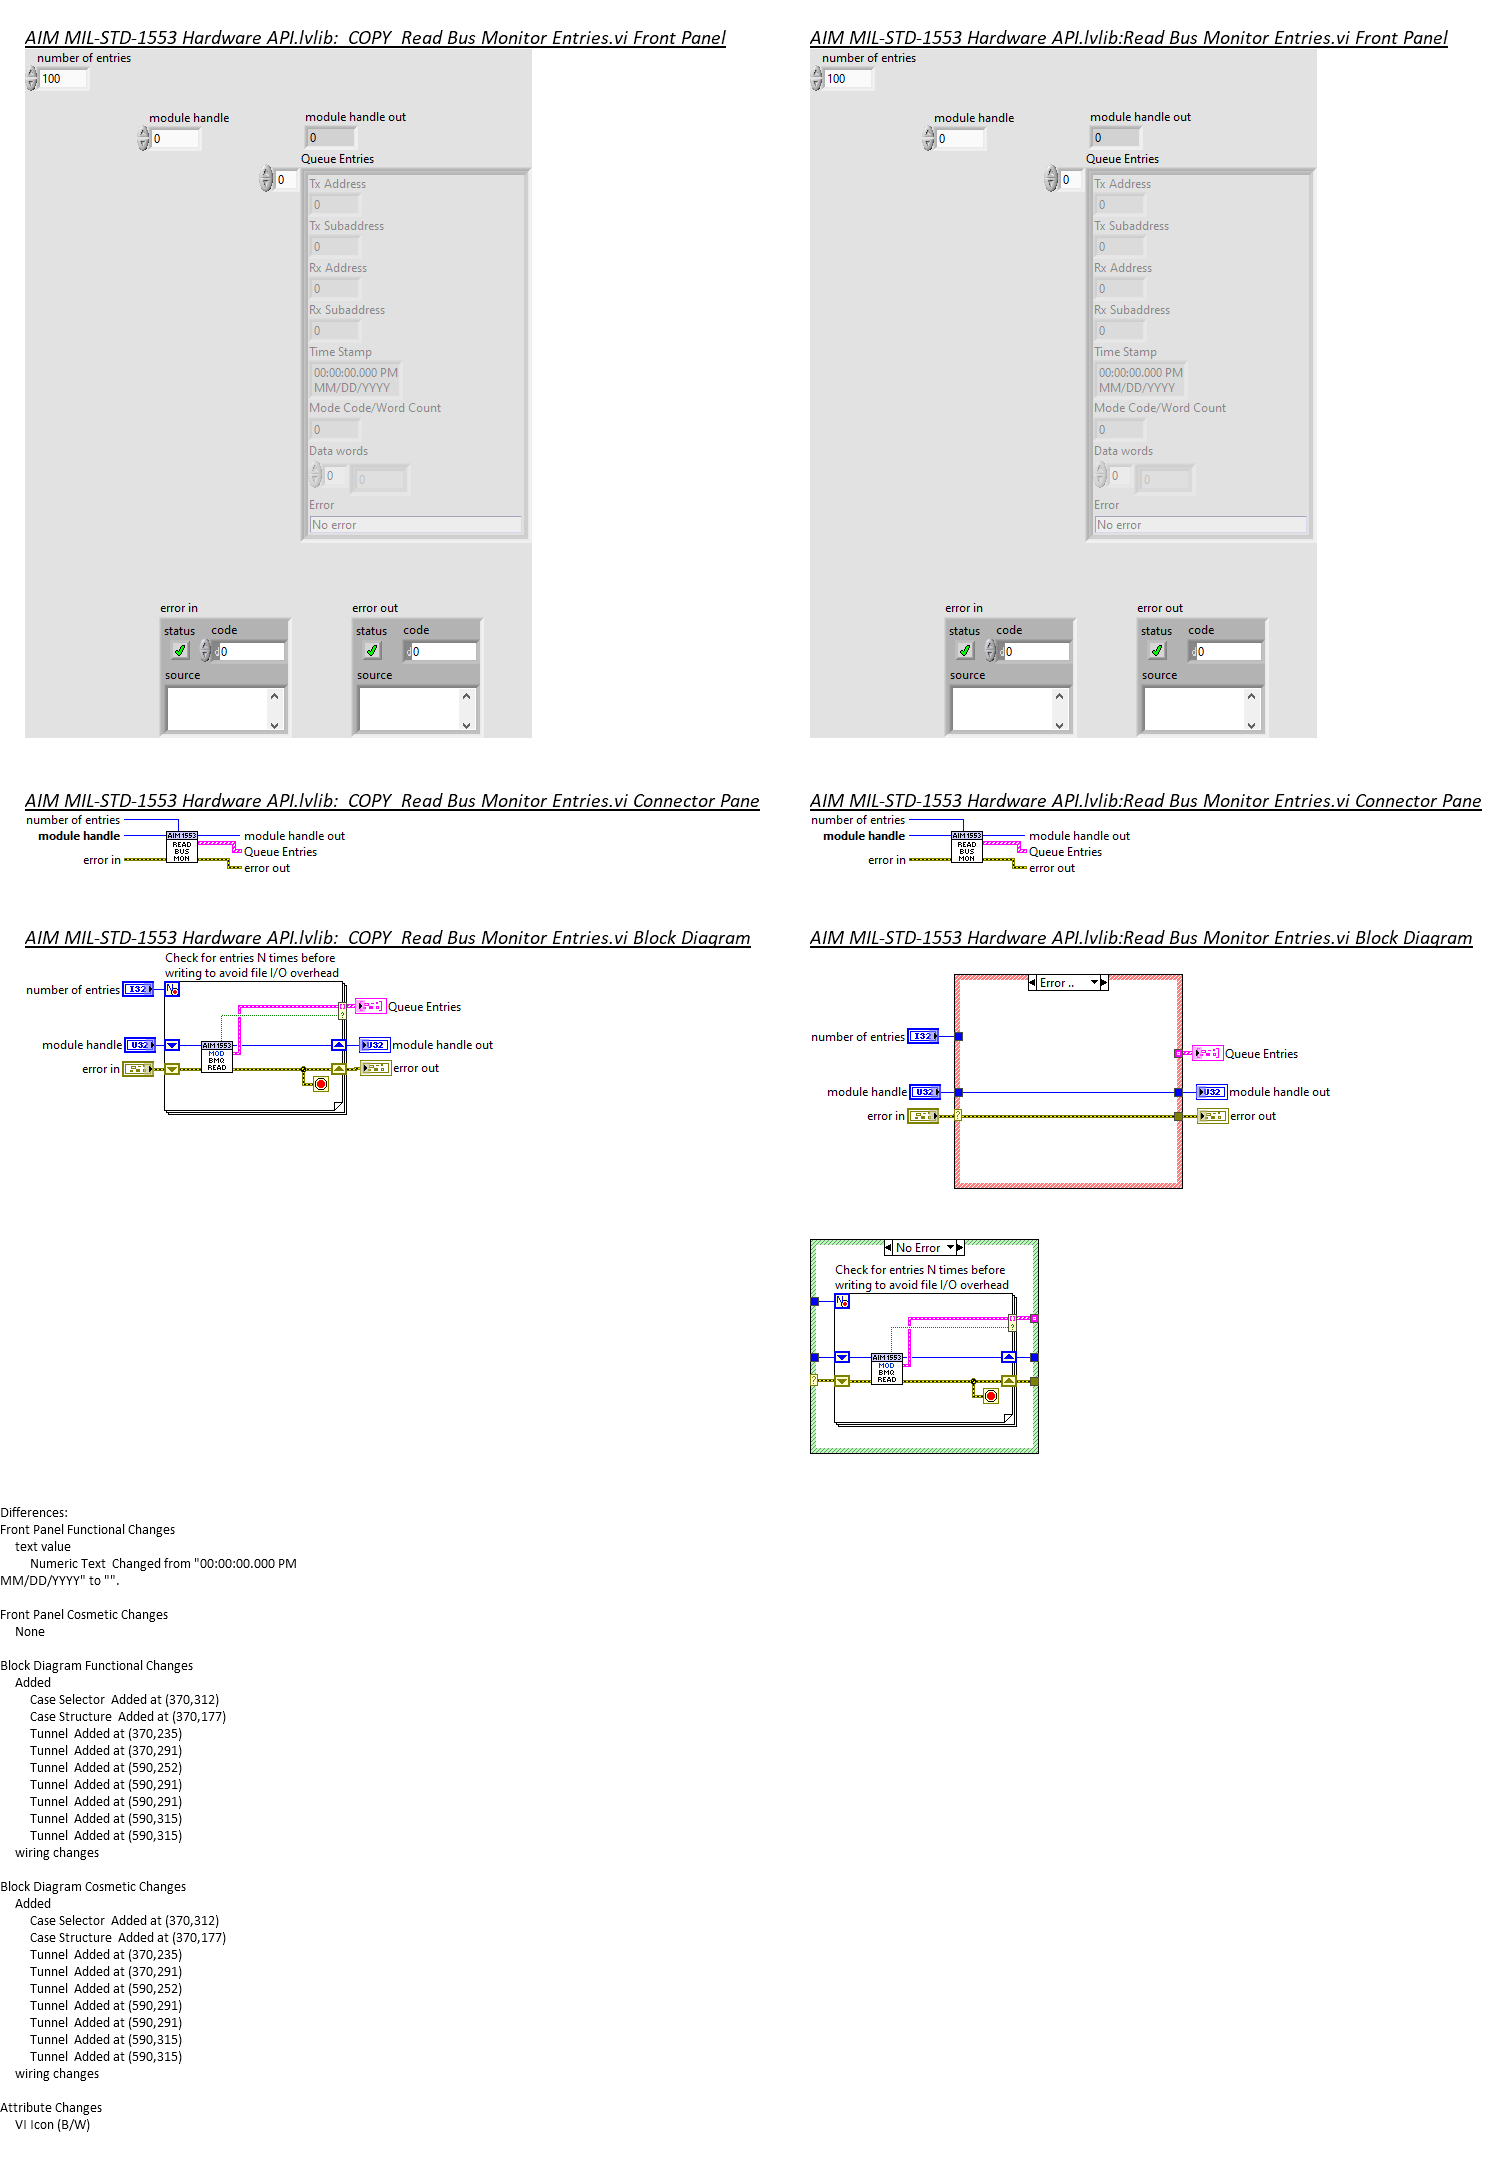 AIM MIL-STD-1553 Hardware API.lvlib:  COPY  Read Bus Monitor Entries.vi Front Panel
number of entries
100
module handle
0
module handle out
0
Queue Entries
0
Tx Address
0
Tx Subaddress
0
Rx Address
0
Rx Subaddress
0
Time Stamp
00:00:00.000 PM
MM/DD/YYYY
Mode Code/Word Count
0
Data words
0
0
Error
No error
error in
status code
d 0
source
error out
status code
d 0
source
AIM MIL-STD-1553 Hardware API.lvlib:Read Bus Monitor Entries.vi Front Panel
number of entries
100
module handle
0
module handle out
0
Queue Entries
0
Tx Address
0
Tx Subaddress
0
Rx Address
0
Rx Subaddress
0
Time Stamp
00:00:00.000 PM
MM/DD/YYYY
Mode Code/Word Count
0
Data words
0
0
Error
No error
error in
status code
d 0
source
error out
status code
d 0
source
AIM MIL-STD-1553 Hardware API.lvlib:  COPY  Read Bus Monitor Entries.vi Connector Pane
number of entries
module handle
error in
AIM1553
READ
BUS
MON
module handle out
Queue Entries
error out
AIM MIL-STD-1553 Hardware API.lvlib:Read Bus Monitor Entries.vi Connector Pane
number of entries
module handle
error in
AIM1553
READ
BUS
MON
module handle out
Queue Entries
error out
AIM MIL-STD-1553 Hardware API.lvlib:  COPY  Read Bus Monitor Entries.vi Block Diagram
Check for entries N times before
writing to avoid file I/O overhead
number of entries I32
N
?
Queue Entries
module handle U32
AIM1553
MOD
BMQ
READ
U32 module handle out
error in
error out
AIM MIL-STD-1553 Hardware API.lvlib:Read Bus Monitor Entries.vi Block Diagram
Error ..
number of entries I32
Queue Entries
module handle U32
U32 module handle out
error in
?
error out
No Error
Check for entries N times before
writing to avoid file I/O overhead
N
?
AIM1553
MOD
BMQ
READ
?
Differences:
Front Panel Functional Changes
text value
Numeric Text  Changed from "00:00:00.000 PM
MM/DD/YYYY" to "".
Front Panel Cosmetic Changes
None
Block Diagram Functional Changes
Added
Case Selector  Added at (370,312)
Case Structure  Added at (370,177)
Tunnel  Added at (370,235)
Tunnel  Added at (370,291)
Tunnel  Added at (590,252)
Tunnel  Added at (590,291)
Tunnel  Added at (590,291)
Tunnel  Added at (590,315)
Tunnel  Added at (590,315)
wiring changes
Block Diagram Cosmetic Changes
Added
Case Selector  Added at (370,312)
Case Structure  Added at (370,177)
Tunnel  Added at (370,235)
Tunnel  Added at (370,291)
Tunnel  Added at (590,252)
Tunnel  Added at (590,291)
Tunnel  Added at (590,291)
Tunnel  Added at (590,315)
Tunnel  Added at (590,315)
wiring changes
Attribute Changes
VI Icon (B/W)